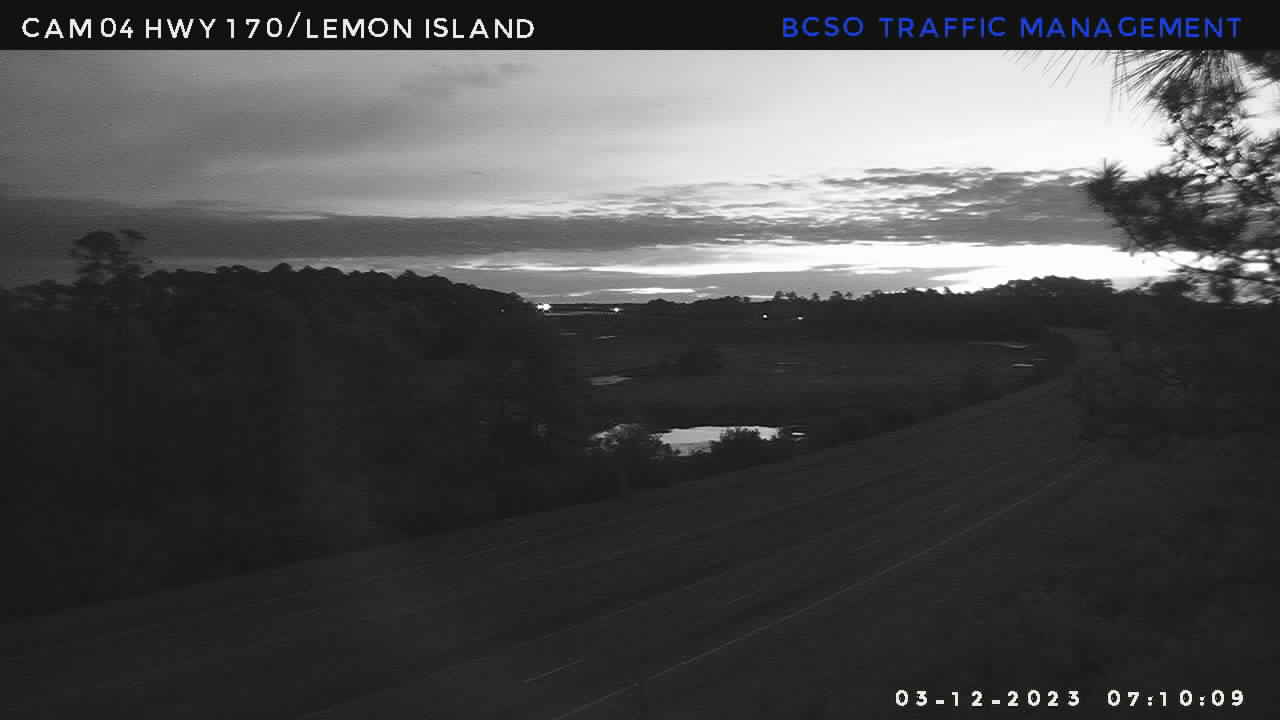 CAM04 HWY 170/LEMON ISLAND
BCSO TRAFFIC MANAGEMENT
03-12-2023 07:10:09